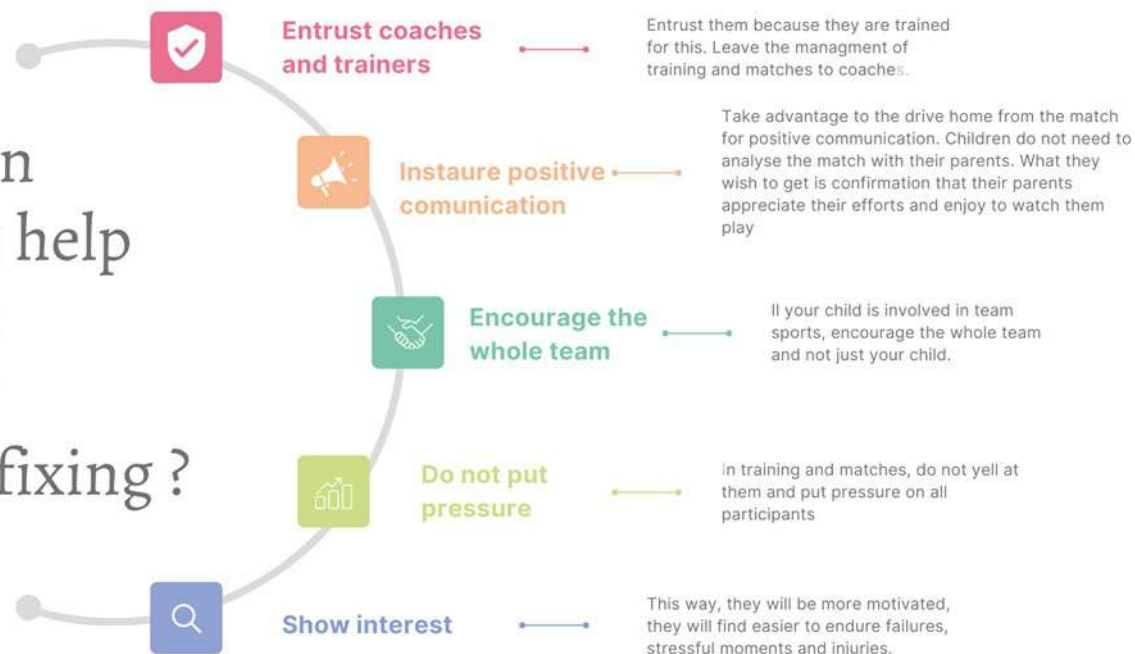 n
help
fixing ?
Entrust coaches
and trainers
Entrust them because they are trained
for this. Leave the managment of
training and matches to coaches.
Instaure positive
comunication
Take advantage to the drive home from the match
for positive communication. Children do not need to
analyse the match with their parents. What they
wish to get is confirmation that their parents
appreciate their efforts and enjoy to watch them
play
Encourage the
whole team
Il your child is involved in team
sports, encourage the whole team
and not just your child.
Do not put
pressure
In training and matches, do not yell at
them and put pressure on all
participants
Show interest
This way, they will be more motivated,
they will find easier to endure failures,
stressful moments and injuries.